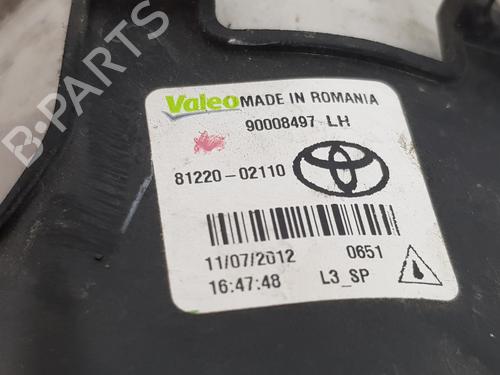 Valeo MADE IN ROMANIA
90008497 LH
81220-02110
11/07/2012 0651
16:47:48 L3_SP
B-PARTS